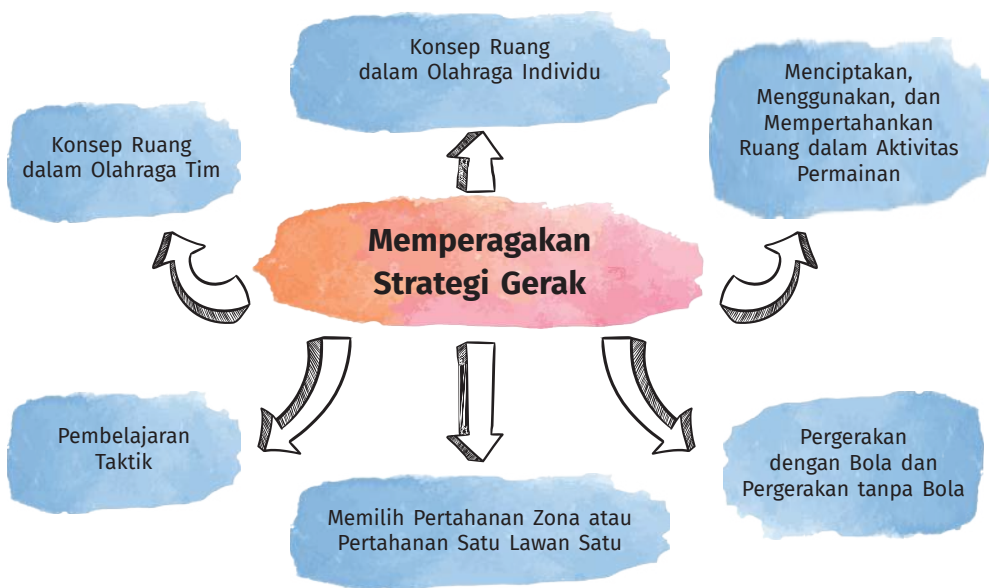 Konsep Ruang
dalam Olahraga Individu
Menciptakan,
Menggunakan, dan
Mempertahankan
Ruang dalam Aktivitas
Permainan
Konsep Ruang
dalam Olahraga Tim
Memperagakan
Strategi Gerak
Pembelajaran
Taktik
Memilih Pertahanan Zona atau
Pertahanan Satu Lawan Satu
Pergerakan
dengan Bola dan
Pergerakan tanpa Bola